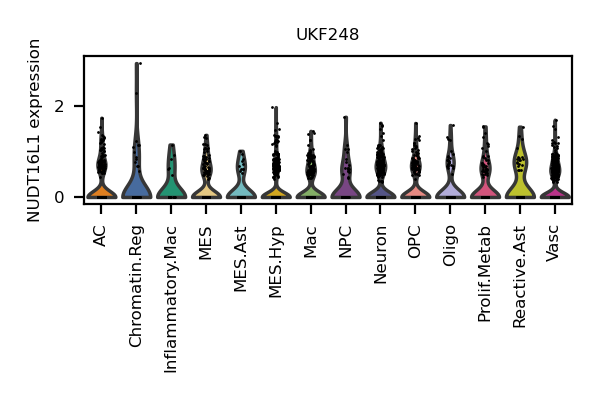 UKF248
NUDT16L1 expression
2
0
AC
Chromatin.Reg
Inflammatory.Mac
MES
MES.Ast
MES.Hyp
Mac
NPC
Neuron
OPC
Oligo
Prolif.Metab
Reactive.Ast
Vasc